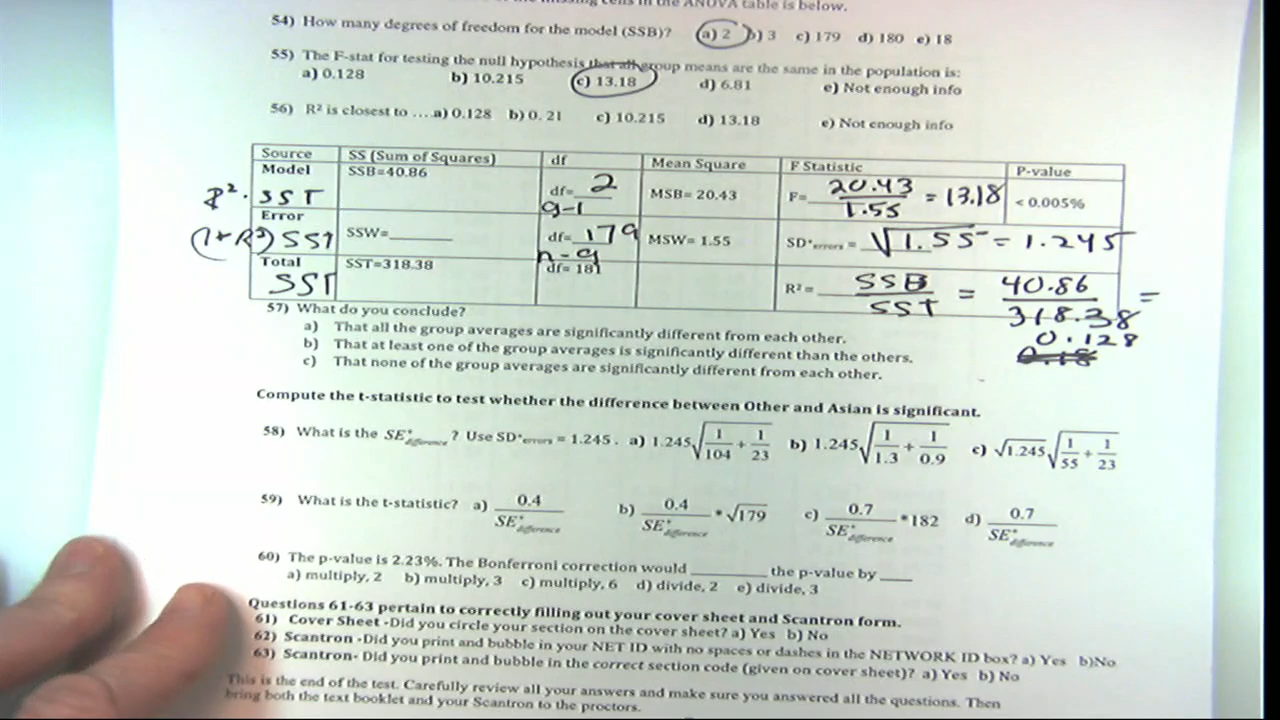 missing cells in the ANOVA table is below.
54) How many degrees of freedom for the model (SSB)? a) 2 b) 3 c) 179 d) 180 e) 18
55) The F-stat for testing the null hypothesis that all group means are the same in the population is:
a) 0.128 b) 10.215 c) 13.18 d) 6.81 e) Not enough info
56) R² is closest to ....a) 0.128 b) 0. 21 c) 10.215 d) 13.18 e) Not enough info
Source SS (Sum of Squares) df Mean Square F Statistic P-value
Model SSB=40.86 df= 2 MSB= 20.43 F= 20.43 / 1.55 = 13.18 < 0.005%
R² · SST g-1
Error SSW=______ df= 179 MSW= 1.55 SD⁺errors = √1.55 = 1.245
SST n-g
Total SST=318.38 df= 181 R² = SSB / SST = 40.86 / 318.38 =
SST 0.128
57) What do you conclude?
a) That all the group averages are significantly different from each other.
b) That at least one of the group averages is significantly different than the others.
c) That none of the group averages are significantly different from each other.
Compute the t-statistic to test whether the difference between Other and Asian is significant.
58) What is the SE⁺difference ? Use SD⁺errors = 1.245 . a) 1.245√(1/104 + 1/23) b) 1.245√(1/1.3 + 1/0.9) c) √1.245√(1/55 + 1/23)
59) What is the t-statistic? a) 0.4 / SE⁺difference b) 0.4 / SE⁺difference * √179 c) 0.7 / SE⁺difference *182 d) 0.7 / SE⁺difference
60) The p-value is 2.23%. The Bonferroni correction would ________ the p-value by ____
a) multiply, 2 b) multiply, 3 c) multiply, 6 d) divide, 2 e) divide, 3
Questions 61-63 pertain to correctly filling out your cover sheet and Scantron form.
61) Cover Sheet -Did you circle your section on the cover sheet? a) Yes b) No
62) Scantron -Did you print and bubble in your NET ID with no spaces or dashes in the NETWORK ID box? a) Yes b)No
63) Scantron- Did you print and bubble in the correct section code (given on cover sheet)? a) Yes b) No
This is the end of the test. Carefully review all your answers and make sure you answered all the questions. Then
bring both the text booklet and your Scantron to the proctors.